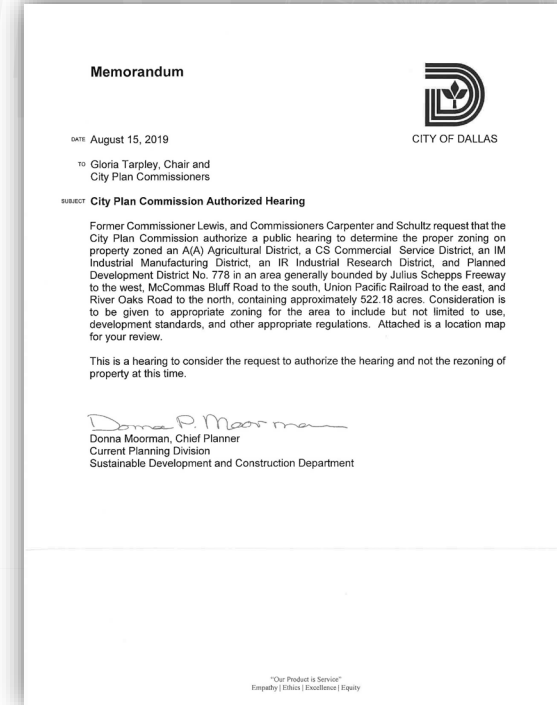 Memorandum
CITY OF DALLAS
DATE August 15, 2019
TO Gloria Tarpley, Chair and
City Plan Commissioners
SUBJECT City Plan Commission Authorized Hearing
Former Commissioner Lewis, and Commissioners Carpenter and Schultz request that the
City Plan Commission authorize a public hearing to determine the proper zoning on
property zoned an A(A) Agricultural District, a CS Commercial Service District, an IM
Industrial Manufacturing District, an IR Industrial Research District, and Planned
Development District No. 778 in an area generally bounded by Julius Schepps Freeway
to the west, McCommas Bluff Road to the south, Union Pacific Railroad to the east, and
River Oaks Road to the north, containing approximately 522.18 acres. Consideration is
to be given to appropriate zoning for the area to include but not limited to use,
development standards, and other appropriate regulations. Attached is a location map
for your review.
This is a hearing to consider the request to authorize the hearing and not the rezoning of
property at this time.
Donna P. Moorman
Donna Moorman, Chief Planner
Current Planning Division
Sustainable Development and Construction Department
"Our Product is Service"
Empathy | Ethics | Excellence | Equity